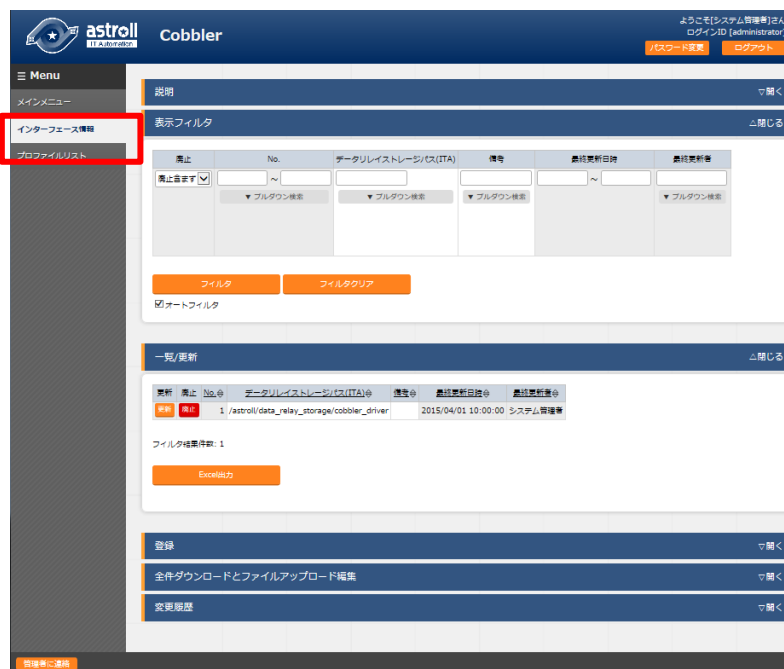 astroll
IT Automation
Cobbler
ようこそ[システム管理者]さん
ログインID [administrator]
パスワード変更 ログアウト
☰ Menu
メインメニュー
インターフェース情報
プロファイルリスト
説明 ▽開く
表示フィルタ △閉じる
廃止 No. データリレイストレージパス(ITA) 備考 最終更新日時 最終更新者
廃止含まず ~ ~
▼ プルダウン検索 ▼ プルダウン検索 ▼ プルダウン検索 ▼ プルダウン検索
フィルタ フィルタクリア
オートフィルタ
一覧/更新 △閉じる
更新 廃止 No. データリレイストレージパス(ITA) 備考 最終更新日時 最終更新者
更新 廃止 1 /astroll/data_relay_storage/cobbler_driver 2015/04/01 10:00:00 システム管理者
フィルタ結果件数: 1
Excel出力
登録 ▽開く
全件ダウンロードとファイルアップロード編集 ▽開く
変更履歴 ▽開く
管理者に連絡